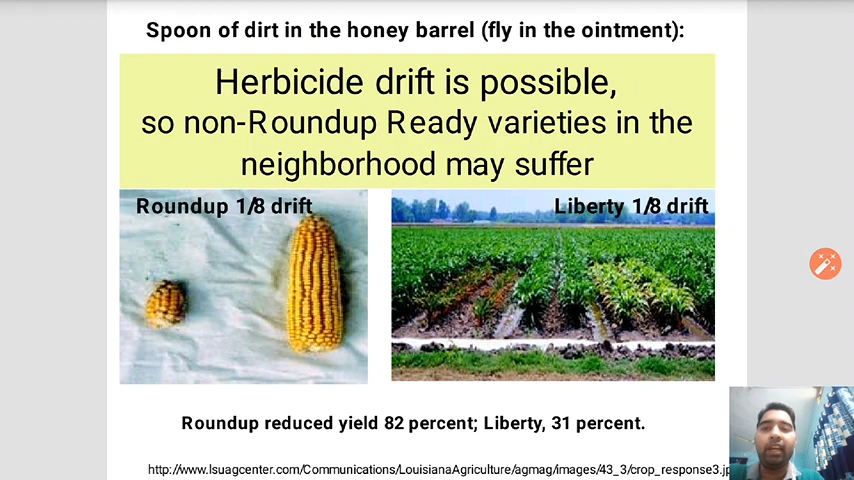 Spoon of dirt in the honey barrel (fly in the ointment):
Herbicide drift is possible,
so non-Roundup Ready varieties in the
neighborhood may suffer
Roundup 1/8 drift
Liberty 1/8 drift
Roundup reduced yield 82 percent; Liberty, 31 percent.
http://www.lsuagcenter.com/Communications/LouisianaAgriculture/agmag/images/43_3/crop_response3.jp